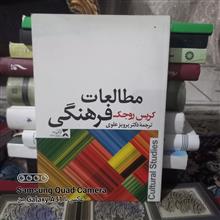 مطالعات
فرهنگی
کریس روجک
ترجمهٔ دکتر پرویز علوی
Cultural Studies
Samsung Quad Camera